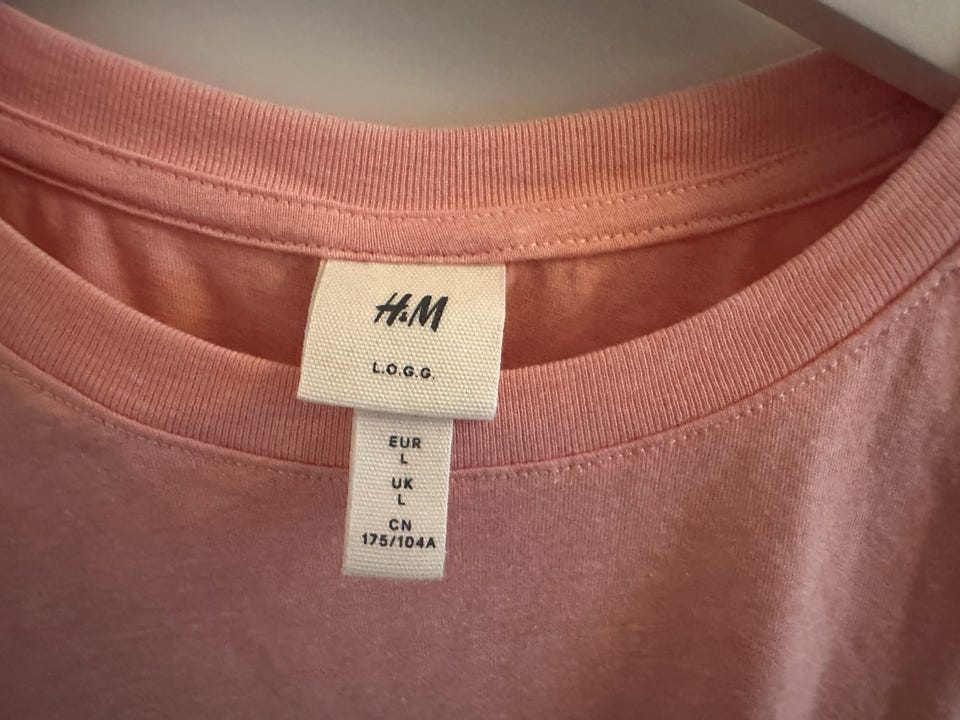 H&M
L.O.G.G.
EUR
L
UK
L
CN
175/104A